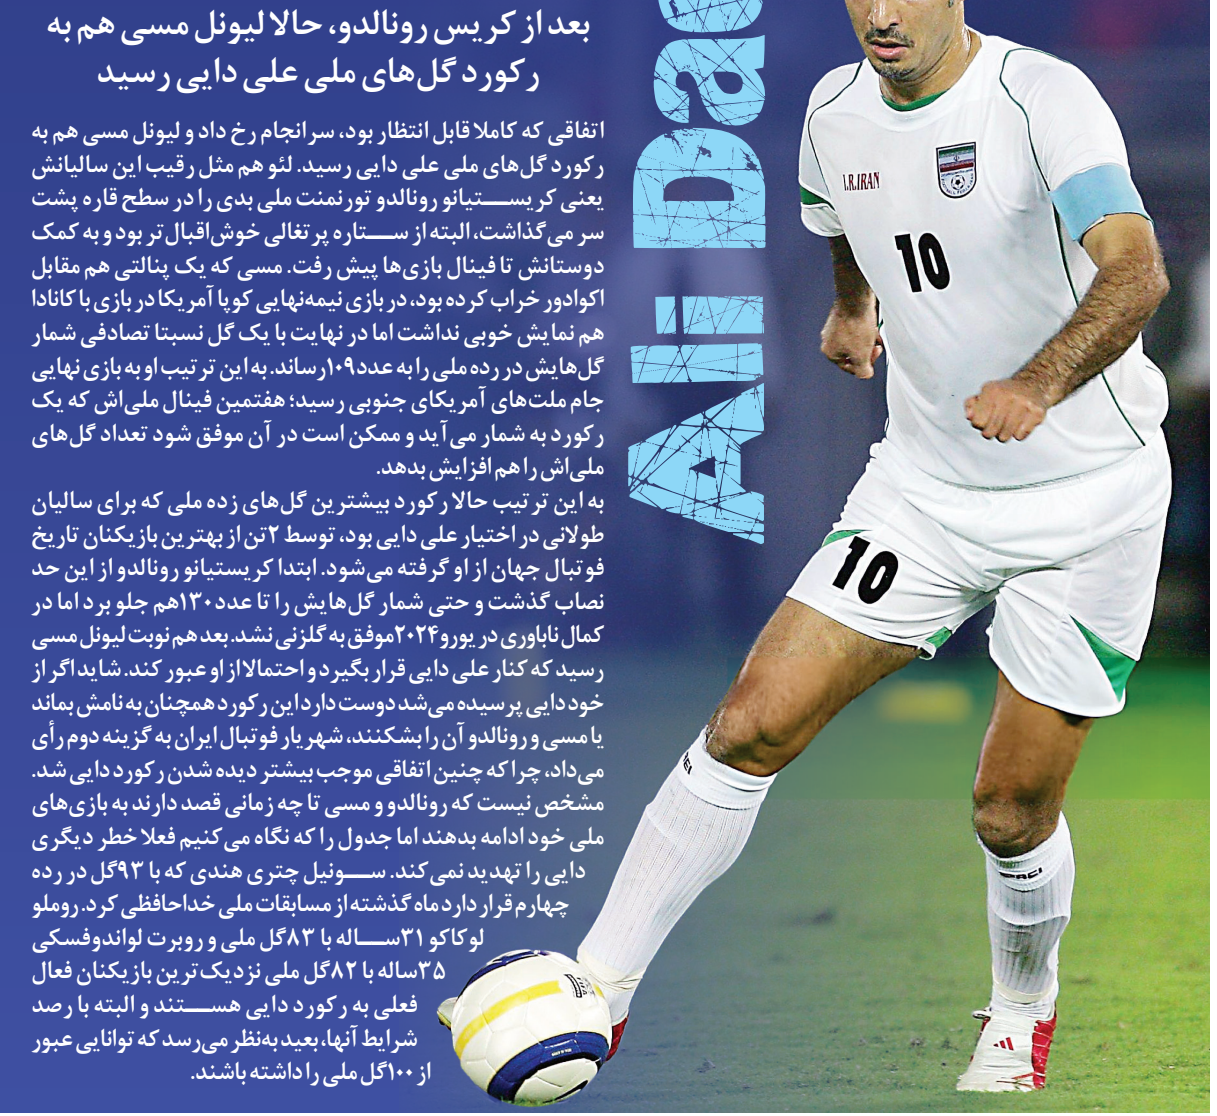 بعد از کریس رونالدو، حالا لیونل مسی هم به
رکورد گل‌های ملی علی دایی رسید
اتفاقی که کاملا قابل انتظار بود، سرانجام رخ داد و لیونل مسی هم به
رکورد گل‌های ملی علی دایی رسید. لئو هم مثل رقیب این سالیانش
یعنی کریستیانو رونالدو تورنمنت ملی بدی را در سطح قاره پشت
سر می‌گذاشت، البته از ستاره پرتغالی خوش‌اقبال‌تر بود و به کمک
دوستانش تا فینال بازی‌ها پیش رفت. مسی که یک پنالتی هم مقابل
اکوادور خراب کرده بود، در بازی نیمه‌نهایی کوپا آمریکا در بازی با کانادا
هم نمایش خوبی نداشت اما در نهایت با یک گل نسبتا تصادفی شمار
گل‌هایش در رده ملی را به عدد ۱۰۹ رساند. به این ترتیب او به بازی نهایی
جام ملت‌های آمریکای جنوبی رسید؛ هفتمین فینال ملی‌اش که یک
رکورد به شمار می‌آید و ممکن است در آن موفق شود تعداد گل‌های
ملی‌اش را هم افزایش بدهد.
به این ترتیب حالا رکورد بیشترین گل‌های زده ملی که برای سالیان
طولانی در اختیار علی دایی بود، توسط ۲تن از بهترین بازیکنان تاریخ
فوتبال جهان از او گرفته می‌شود. ابتدا کریستیانو رونالدو از این حد
نصاب گذشت و حتی شمار گل‌هایش را تا عدد ۱۳۰ هم جلو برد اما در
کمال ناباوری در یورو ۲۰۲۴ موفق به گلزنی نشد. بعد هم نوبت لیونل مسی
رسید که کنار علی دایی قرار بگیرد و احتمالا از او عبور کند. شاید اگر از
خود دایی پرسیده می‌شد دوست دارد این رکورد همچنان به نامش بماند
یا مسی و رونالدو آن را بشکنند، شهریار فوتبال ایران به گزینه دوم رأی
می‌داد، چرا که چنین اتفاقی موجب بیشتر دیده شدن رکورد دایی شد.
مشخص نیست که رونالدو و مسی تا چه زمانی قصد دارند به بازی‌های
ملی خود ادامه بدهند اما جدول را که نگاه می‌کنیم فعلا خطر دیگری
دایی را تهدید نمی‌کند. سونیل چتری هندی که با ۹۳گل در رده
چهارم قرار دارد ماه گذشته از مسابقات ملی خداحافظی کرد. روملو
لوکاکو ۳۱ساله با ۸۳گل ملی و روبرت لواندوفسکی
۳۵ساله با ۸۲گل ملی نزدیک‌ترین بازیکنان فعال
فعلی به رکورد دایی هستند و البته با رصد
شرایط آنها، بعید به‌نظر می‌رسد که توانایی عبور
از ۱۰۰گل ملی را داشته باشند.
Ali Dae
I.R.IRAN
10
10